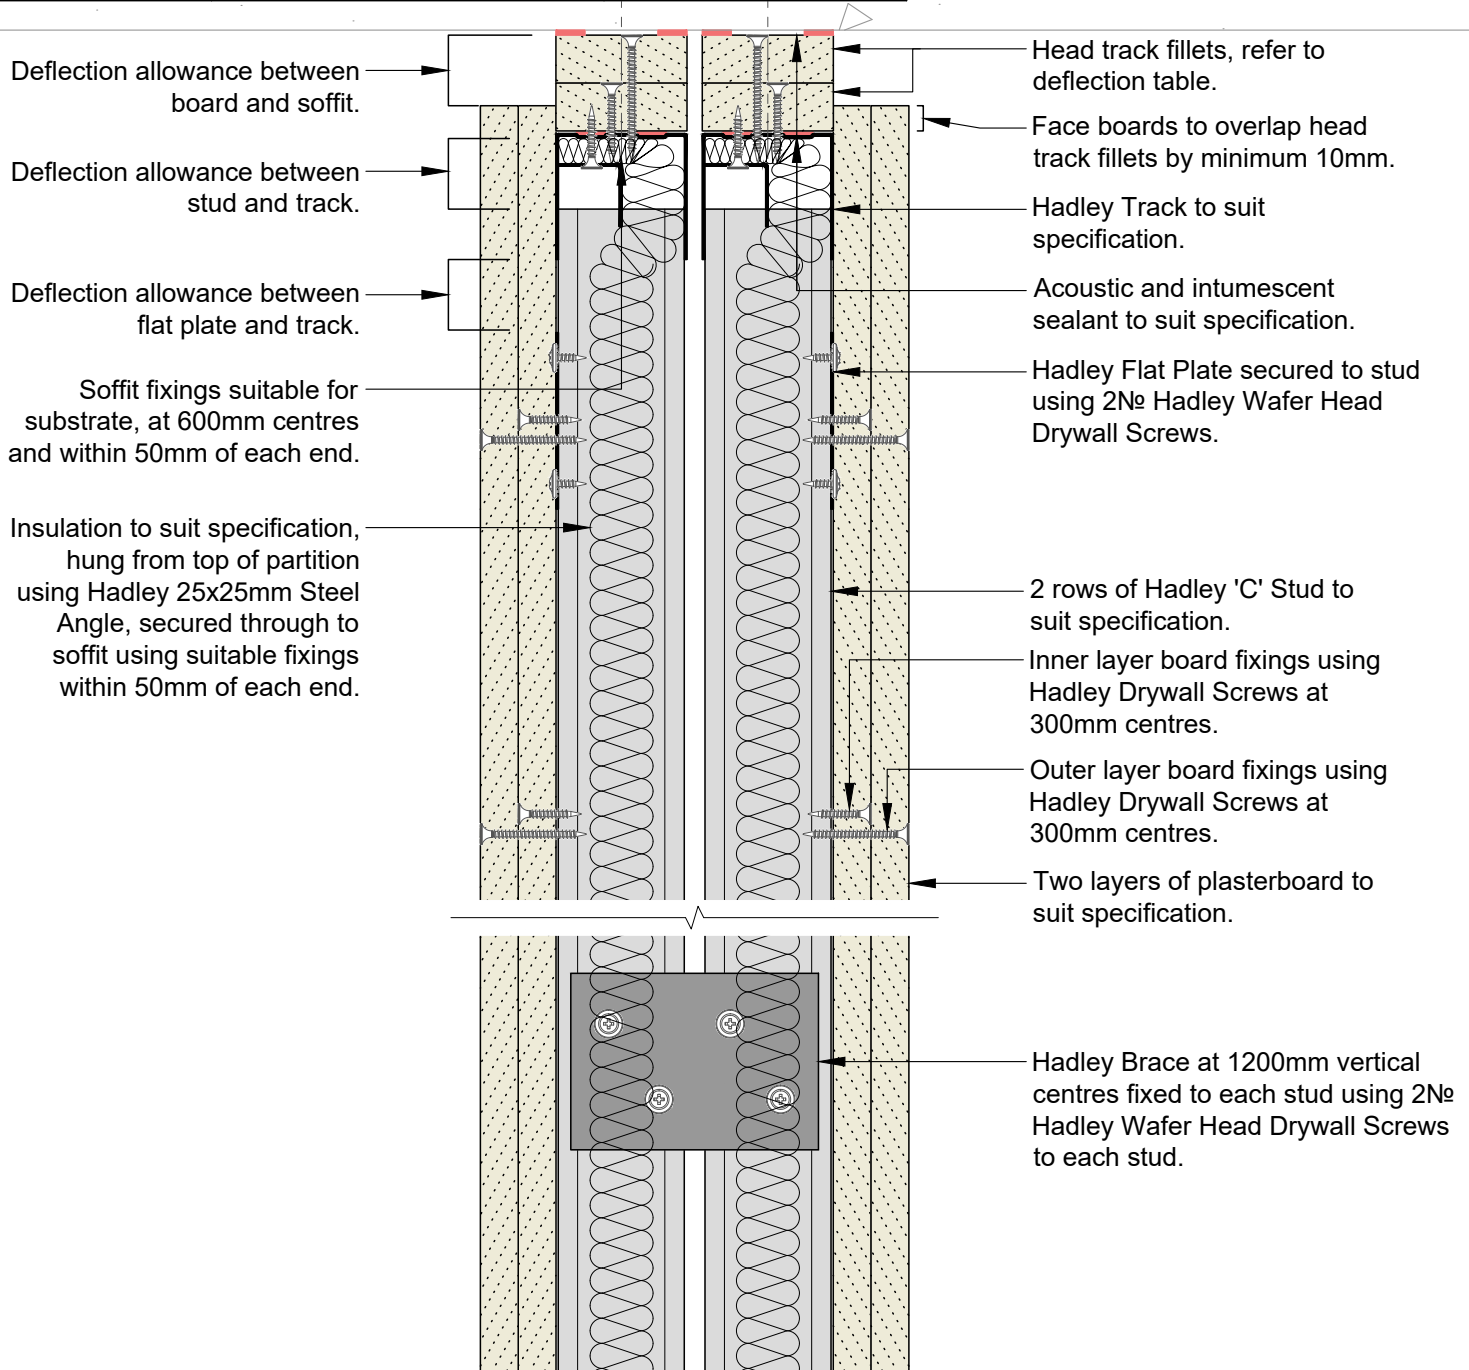 Deflection allowance between
board and soffit.
Deflection allowance between
stud and track.
Deflection allowance between
flat plate and track.
Soffit fixings suitable for
substrate, at 600mm centres
and within 50mm of each end.
Insulation to suit specification,
hung from top of partition
using Hadley 25x25mm Steel
Angle, secured through to
soffit using suitable fixings
within 50mm of each end.
Head track fillets, refer to
deflection table.
Face boards to overlap head
track fillets by minimum 10mm.
Hadley Track to suit
specification.
Acoustic and intumescent
sealant to suit specification.
Hadley Flat Plate secured to stud
using 2№ Hadley Wafer Head
Drywall Screws.
2 rows of Hadley 'C' Stud to
suit specification.
Inner layer board fixings using
Hadley Drywall Screws at
300mm centres.
Outer layer board fixings using
Hadley Drywall Screws at
300mm centres.
Two layers of plasterboard to
suit specification.
Hadley Brace at 1200mm vertical
centres fixed to each stud using 2№
Hadley Wafer Head Drywall Screws
to each stud.